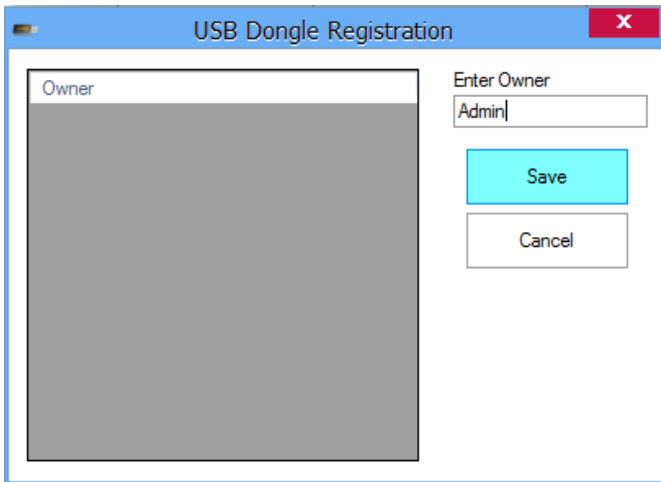 USB Dongle Registration
x
Owner
Enter Owner
Admin
Save
Cancel